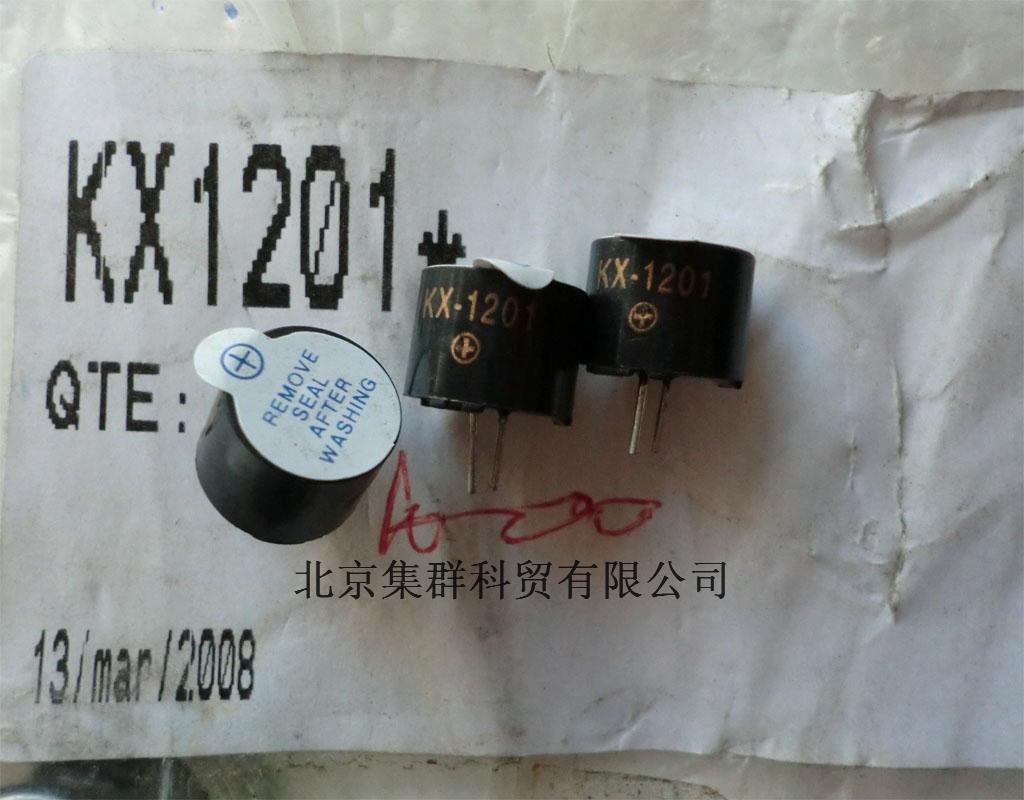 KX1201*
KX-1201
KX-1201
QTE:
REMOVE
SEAL
AFTER
WASHING
北京集群科贸有限公司
13/mar/2008